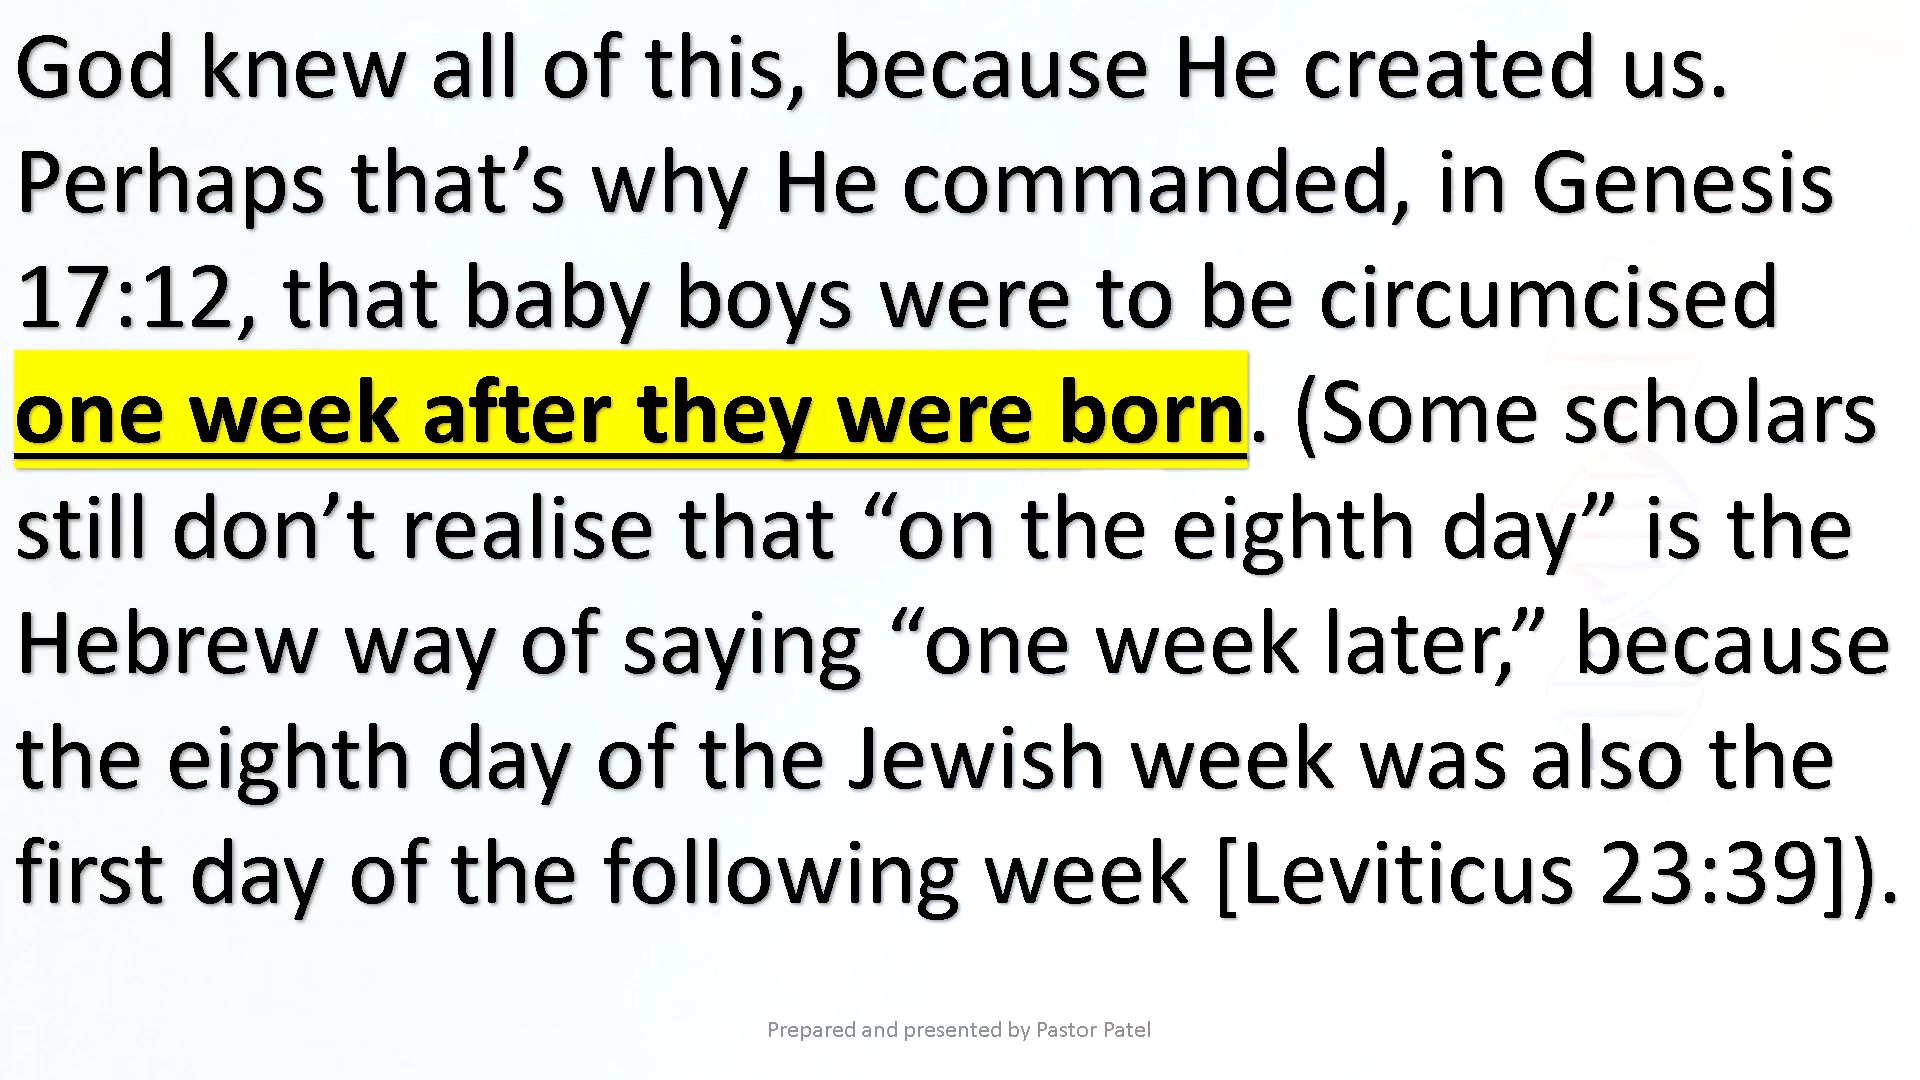 God knew all of this, because He created us.
Perhaps that’s why He commanded, in Genesis
17:12, that baby boys were to be circumcised
one week after they were born. (Some scholars
still don’t realise that “on the eighth day” is the
Hebrew way of saying “one week later,” because
the eighth day of the Jewish week was also the
first day of the following week [Leviticus 23:39]).
Prepared and presented by Pastor Patel